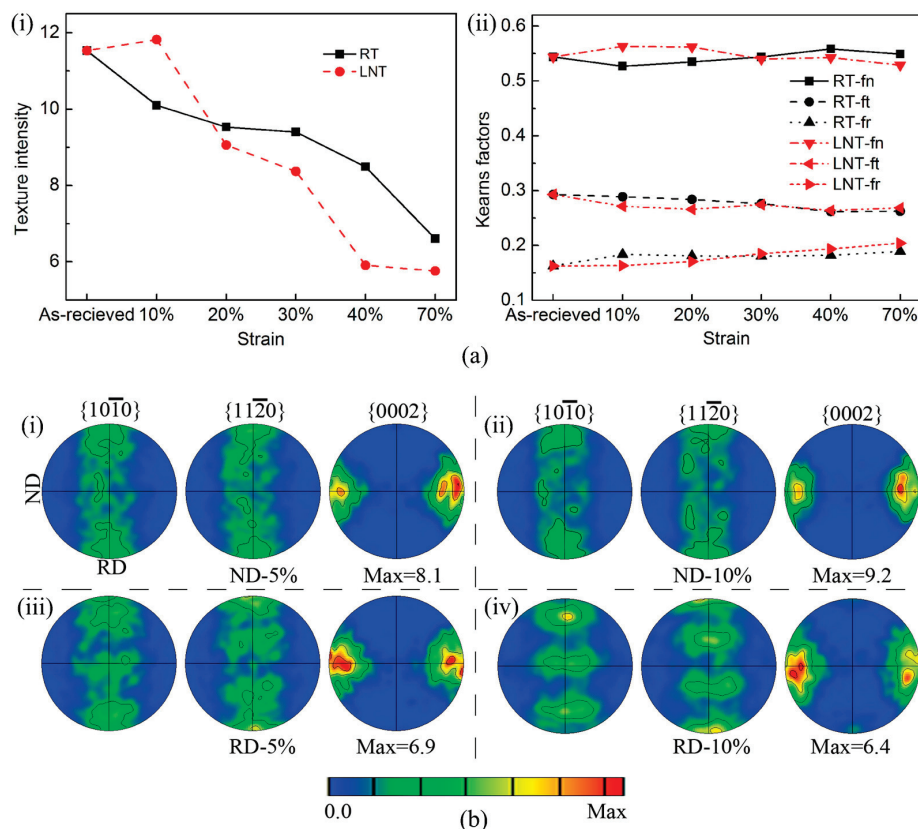 (i)
12
10
8
6
Texture intensity
RT
LNT
As-recieved 10% 20% 30% 40% 70%
Strain
(ii)
0.6
0.5
0.4
0.3
0.2
0.1
Kearns factors
RT-fn
RT-ft
RT-fr
LNT-fn
LNT-ft
LNT-fr
As-recieved 10% 20% 30% 40% 70%
Strain
(a)
(i) {101̅0} {112̅0} {0002}
ND
RD ND-5% Max=8.1
(ii) {101̅0} {112̅0} {0002}
ND-10% Max=9.2
(iii)
RD-5% Max=6.9
(iv)
RD-10% Max=6.4
0.0 Max
(b)